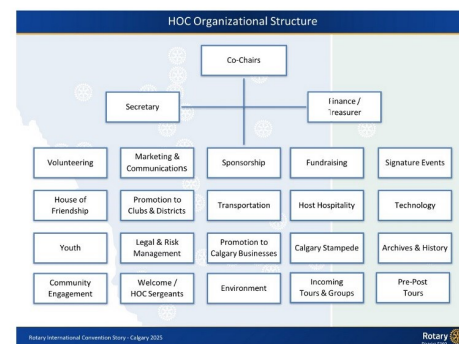 HOC Organizational Structure
Co-Chairs
Secretary
Finance /
Treasurer
Volunteering
Marketing &
Communications
Sponsorship
Fundraising
Signature Events
House of
Friendship
Promotion to
Clubs & Districts
Transportation
Host Hospitality
Technology
Youth
Legal & Risk
Management
Promotion to
Calgary Businesses
Calgary Stampede
Archives & History
Community
Engagement
Welcome /
HOC Sergeants
Environment
Incoming
Tours & Groups
Pre-Post
Tours
Rotary International Convention Story - Calgary 2025
Rotary